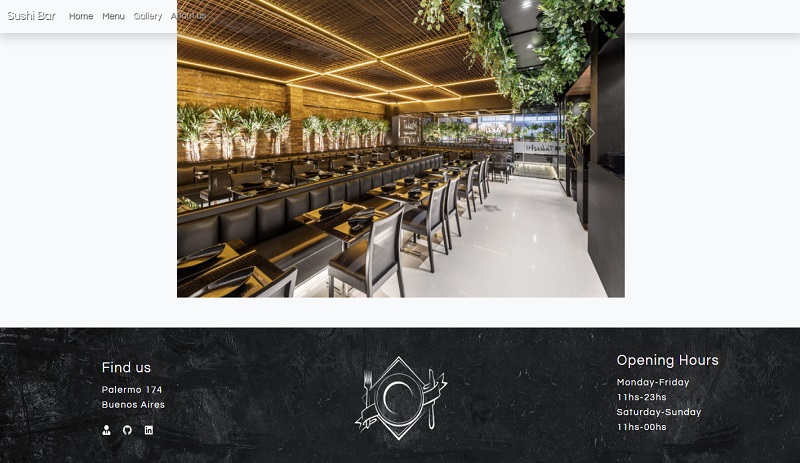 Sushi Bar
Home Menu Gallery About us
Find us
Palermo 174
Buenos Aires
Opening Hours
Monday-Friday
11hs-23hs
Saturday-Sunday
11hs-00hs